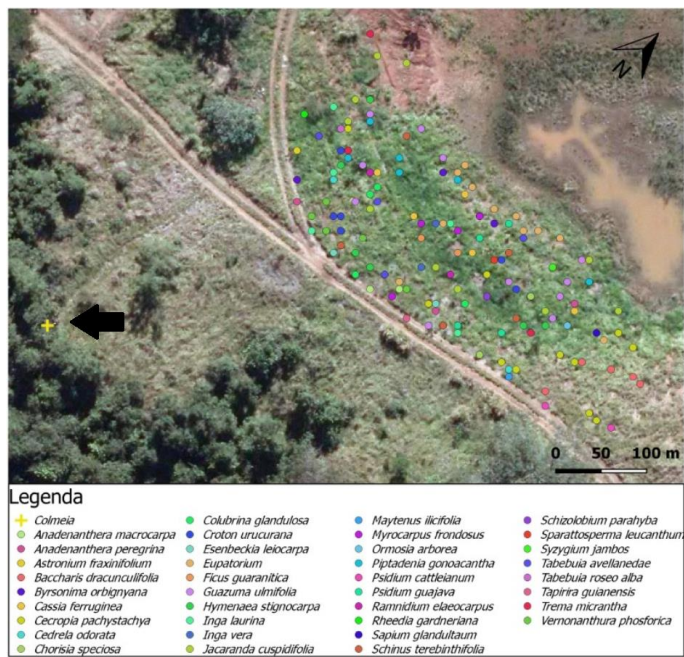 N
0 50 100 m
Legenda
Colmeia
Anadenanthera macrocarpa
Anadenanthera peregrina
Astronium fraxinifolium
Baccharis dracunculifolia
Byrsonima orbignyana
Cassia ferruginea
Cecropia pachystachya
Cedrela odorata
Chorisia speciosa
Colubrina glandulosa
Croton urucurana
Esenbeckia leiocarpa
Eupatorium
Ficus guaranitica
Guazuma ulmifolia
Hymenaea stignocarpa
Inga laurina
Inga vera
Jacaranda cuspidifolia
Maytenus ilicifolia
Myrocarpus frondosus
Ormosia arborea
Piptadenia gonoacantha
Psidium cattleianum
Psidium guajava
Ramnidium elaeocarpus
Rheedia gardneriana
Sapium glandultaum
Schinus terebinthifolia
Schizolobium parahyba
Sparattosperma leucanthum
Syzygium jambos
Tabebuia avellanedae
Tabebuia roseo alba
Tapirira guianensis
Trema micrantha
Vernonanthura phosforica